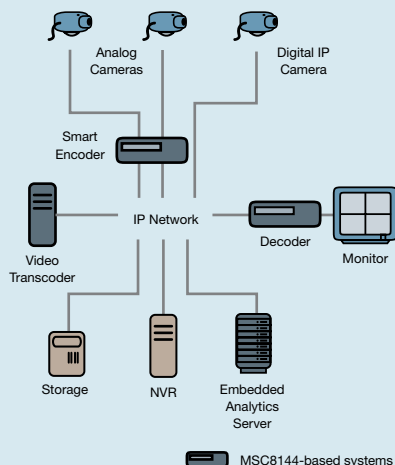 Analog
Cameras
Digital IP
Camera
Smart
Encoder
IP Network
Video
Transcoder
Decoder
Monitor
Storage
NVR
Embedded
Analytics
Server
MSC8144-based systems